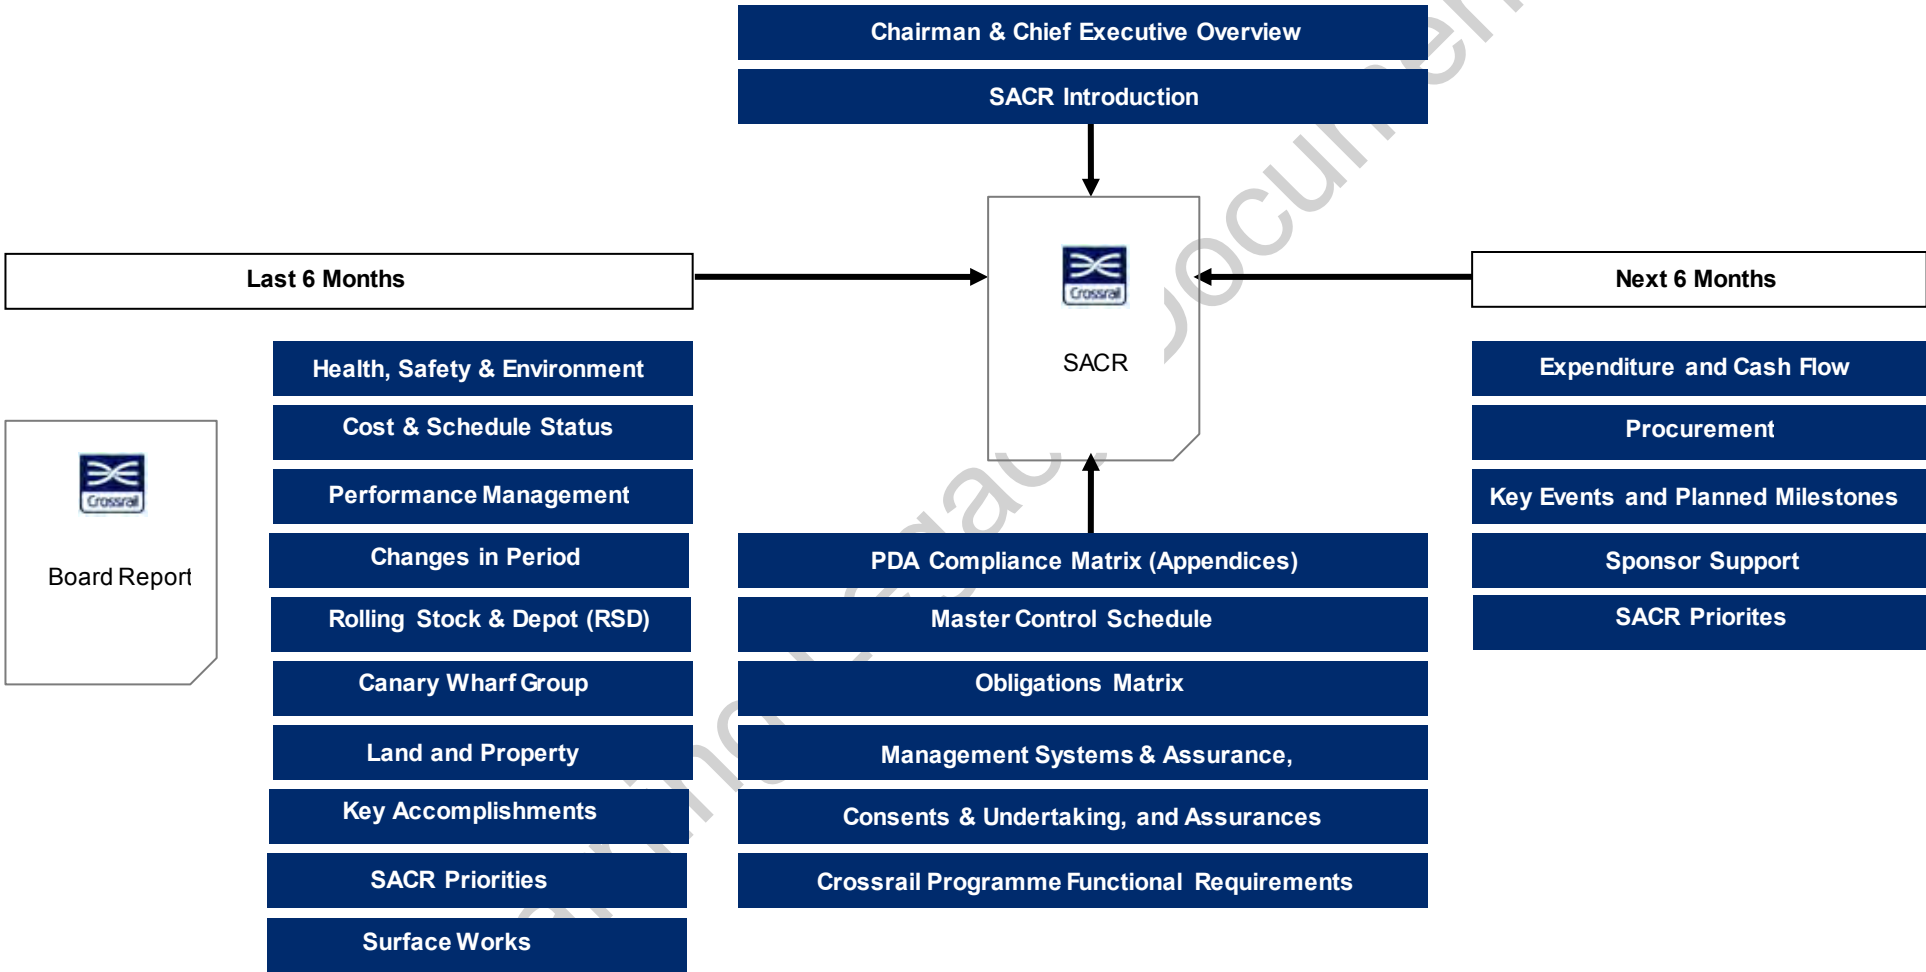 Chairman & Chief Executive Overview
SACR Introduction
Last 6 Months
Crossrail
SACR
Next 6 Months
Board Report
Crossrail
Health, Safety & Environment
Cost & Schedule Status
Performance Management
Changes in Period
Rolling Stock & Depot (RSD)
Canary Wharf Group
Land and Property
Key Accomplishments
SACR Priorities
Surface Works
PDA Compliance Matrix (Appendices)
Master Control Schedule
Obligations Matrix
Management Systems & Assurance,
Consents & Undertaking, and Assurances
Crossrail Programme Functional Requirements
Expenditure and Cash Flow
Procurement
Key Events and Planned Milestones
Sponsor Support
SACR Priorites